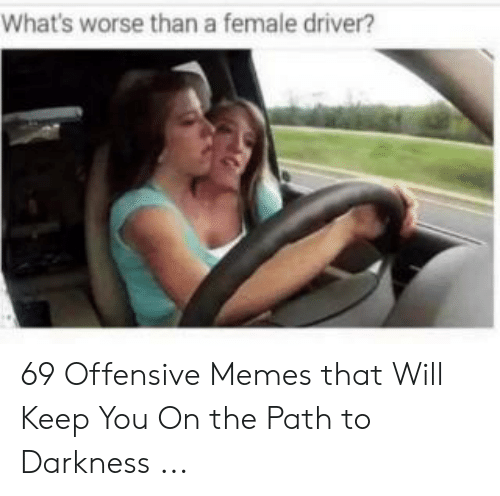 What's worse than a female driver?
69 Offensive Memes that Will
Keep You On the Path to
Darkness ...